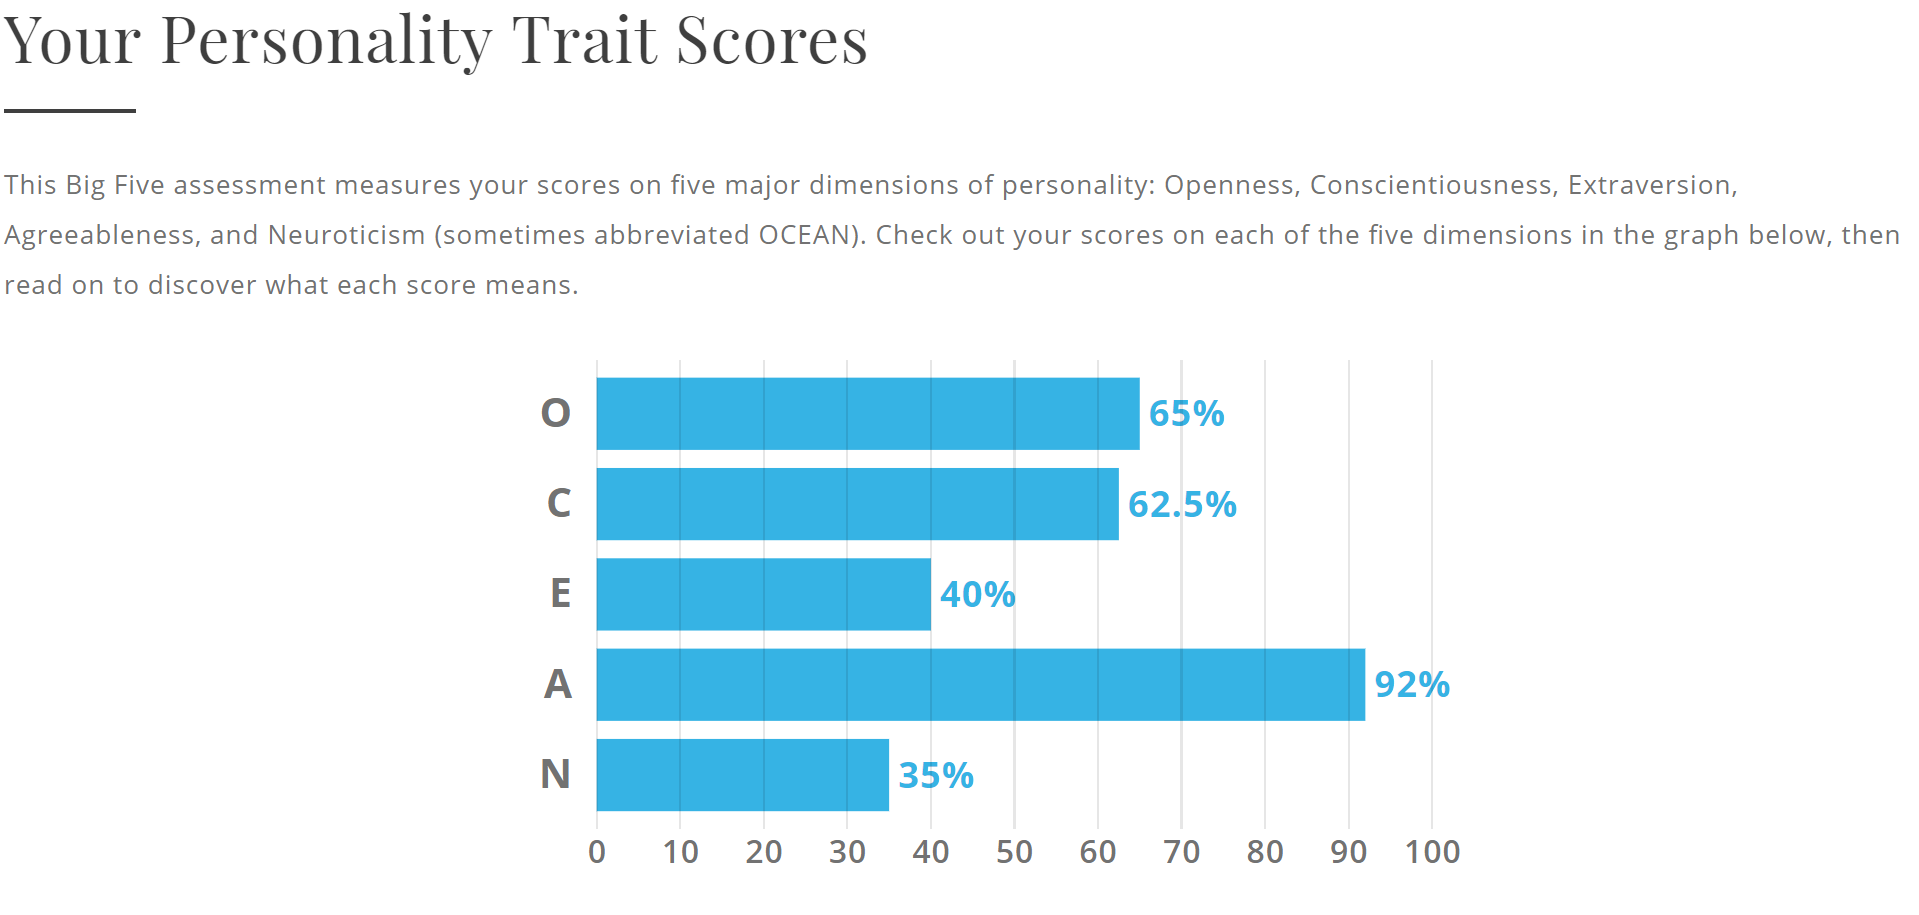 Your Personality Trait Scores
This Big Five assessment measures your scores on five major dimensions of personality: Openness, Conscientiousness, Extraversion,
Agreeableness, and Neuroticism (sometimes abbreviated OCEAN). Check out your scores on each of the five dimensions in the graph below, then
read on to discover what each score means.
O 65%
C 62.5%
E 40%
A 92%
N 35%
0 10 20 30 40 50 60 70 80 90 100